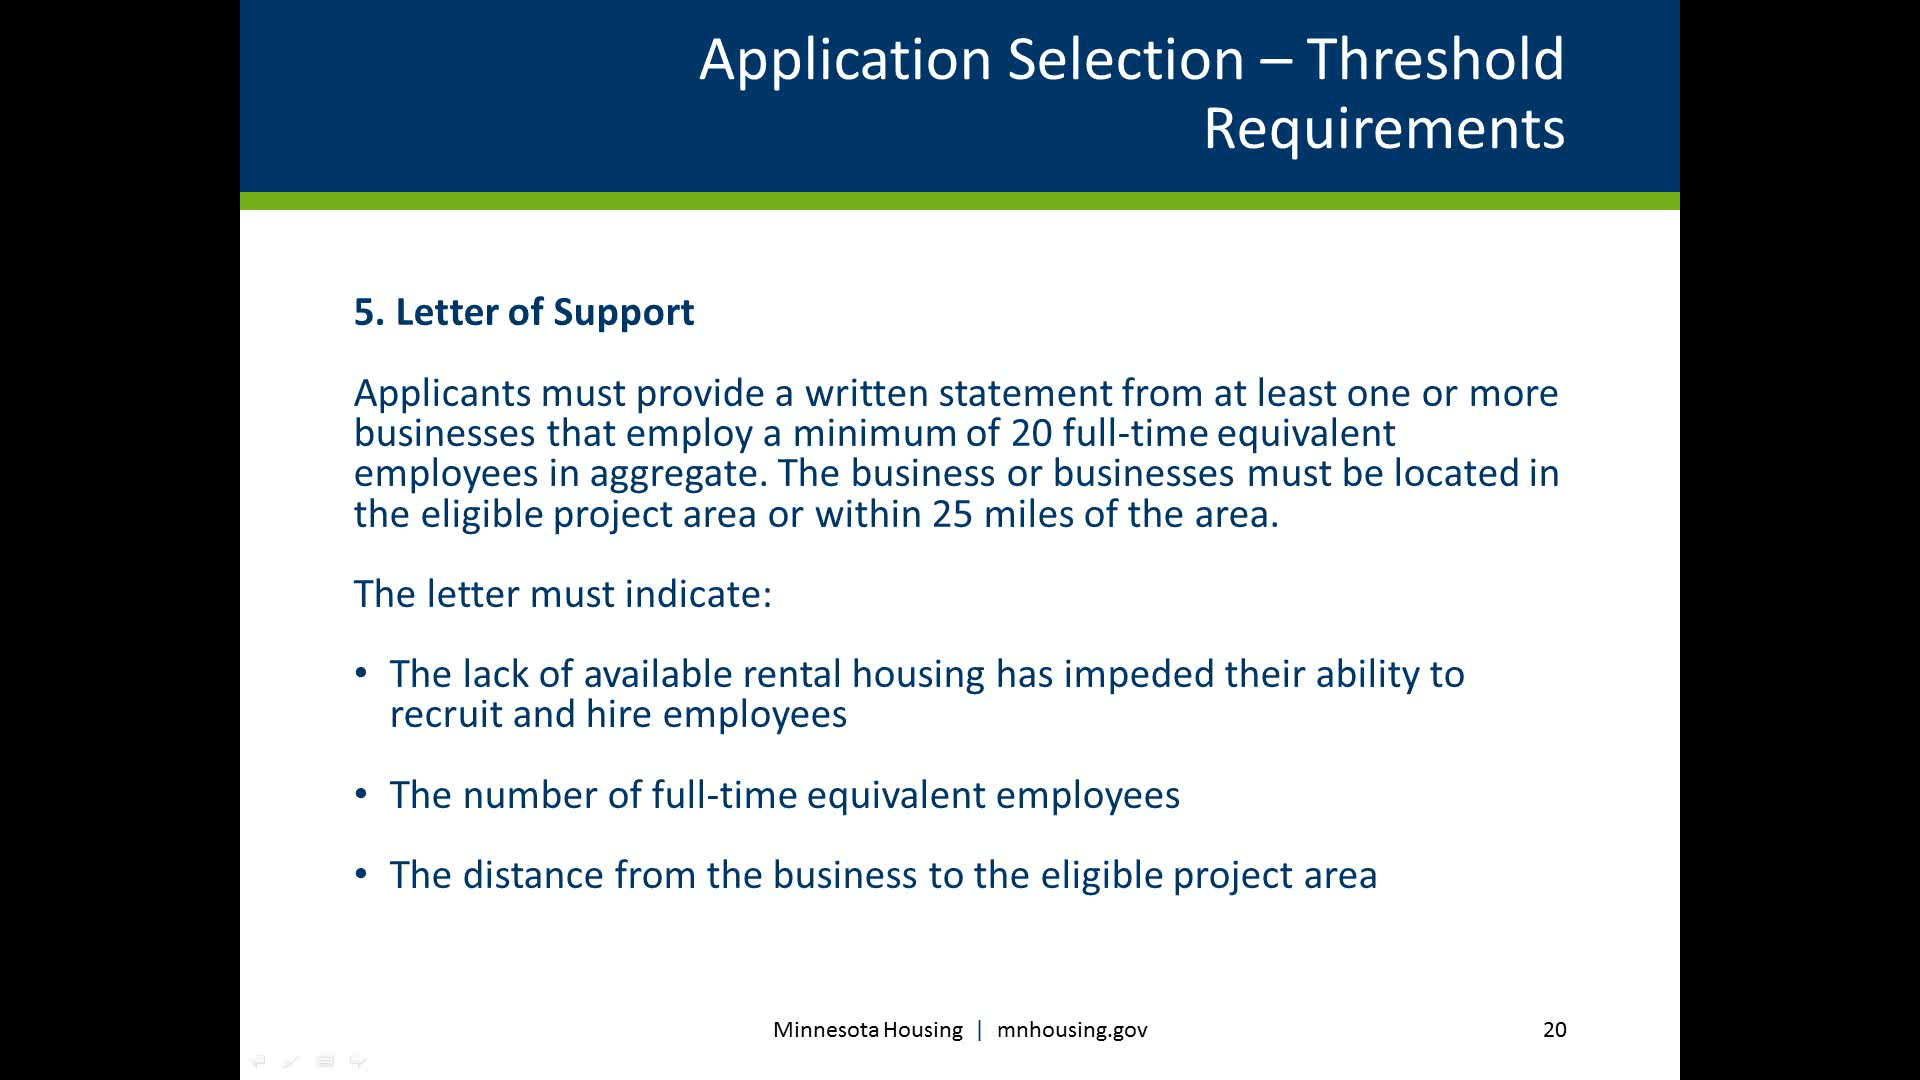 Application Selection – Threshold
Requirements
5. Letter of Support
Applicants must provide a written statement from at least one or more
businesses that employ a minimum of 20 full-time equivalent
employees in aggregate. The business or businesses must be located in
the eligible project area or within 25 miles of the area.
The letter must indicate:
• The lack of available rental housing has impeded their ability to
recruit and hire employees
• The number of full-time equivalent employees
• The distance from the business to the eligible project area
Minnesota Housing | mnhousing.gov
20